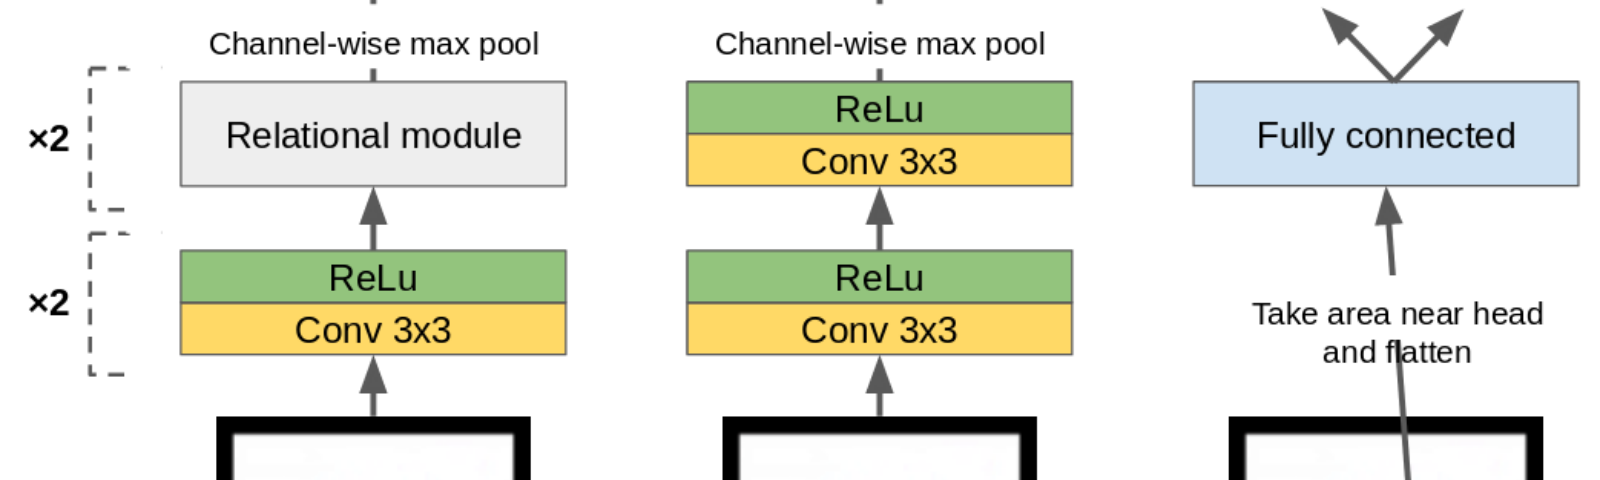 Channel-wise max pool
Channel-wise max pool
×2
Relational module
ReLu
Conv 3x3
Fully connected
×2
ReLu
Conv 3x3
ReLu
Conv 3x3
Take area near head
and flatten